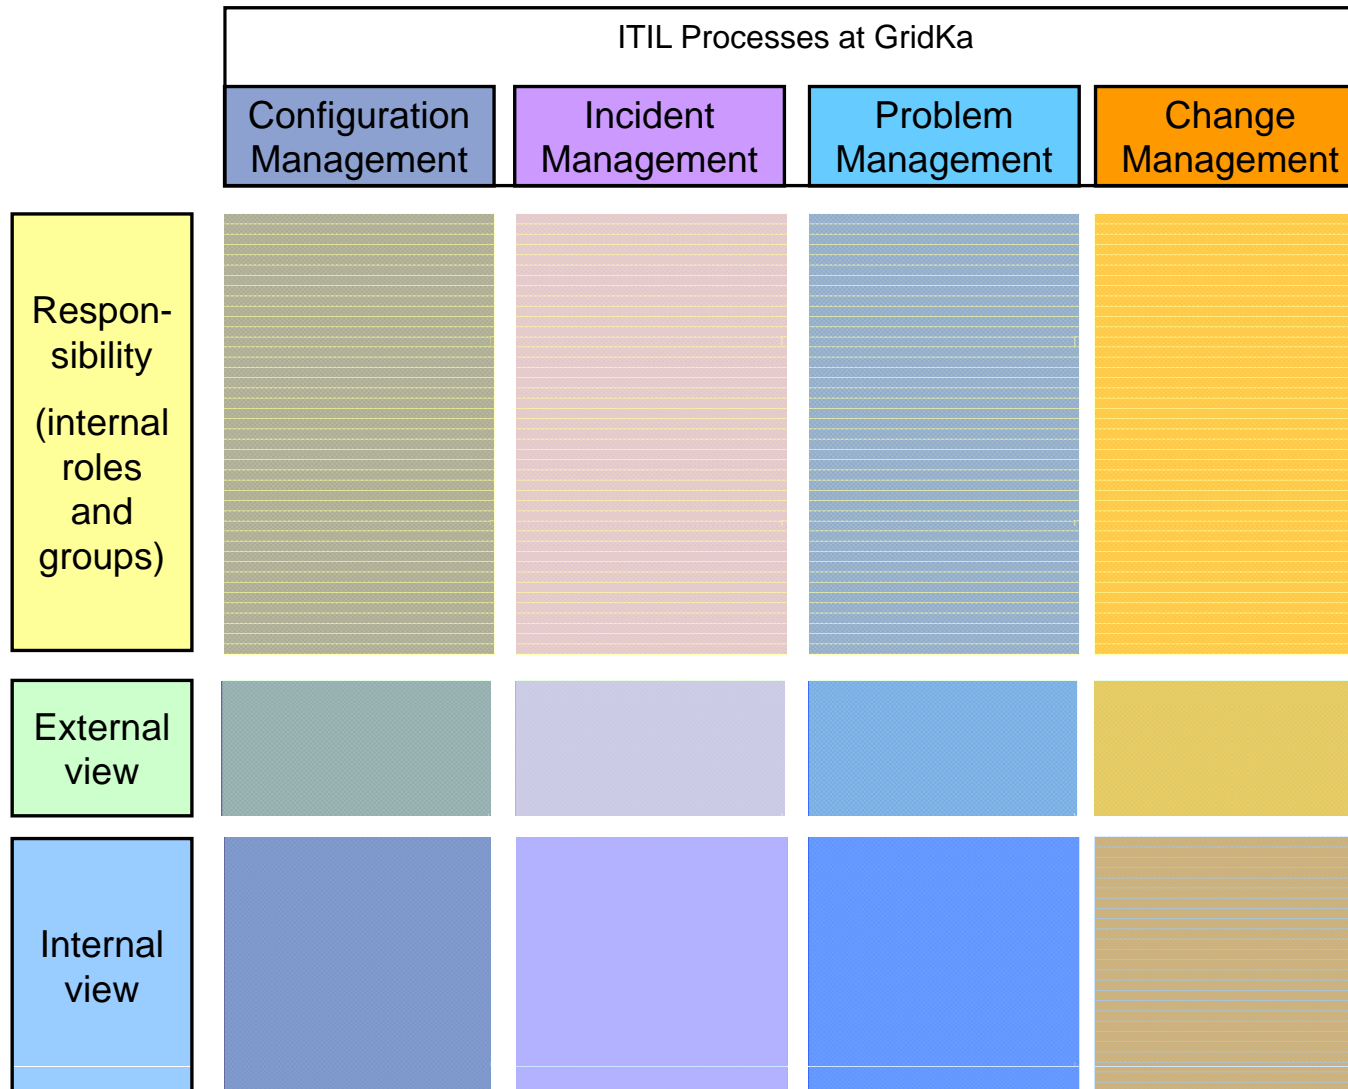 ITIL Processes at GridKa
Configuration
Management
Incident
Management
Problem
Management
Change
Management
Respon-
sibility
(internal
roles
and
groups)
External
view
Internal
view